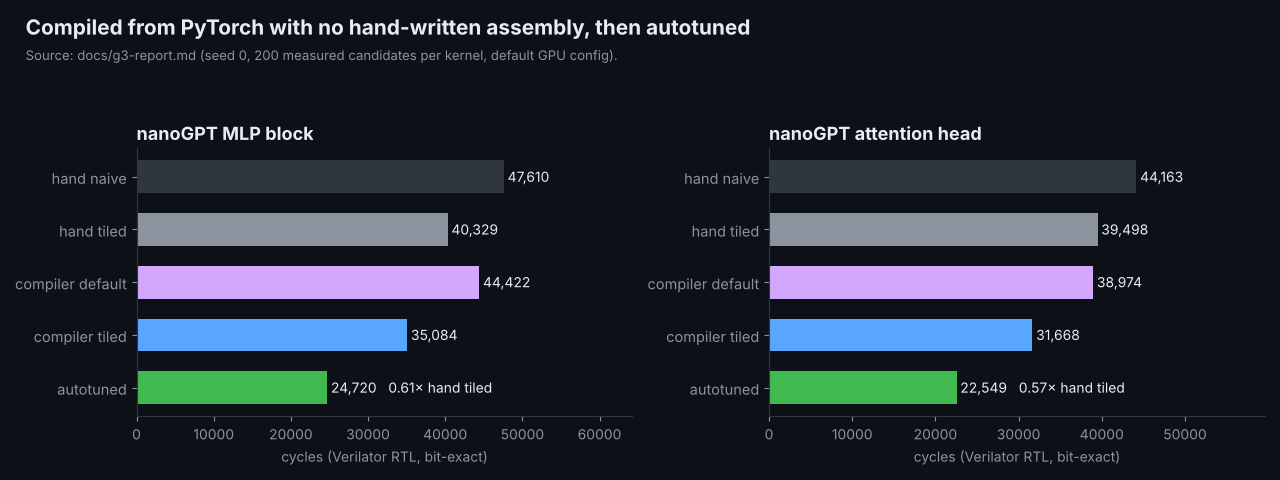 Compiled from PyTorch with no hand-written assembly, then autotuned
Source: docs/g3-report.md (seed 0, 200 measured candidates per kernel, default GPU config).
nanoGPT MLP block
hand naive 47,610
hand tiled 40,329
compiler default 44,422
compiler tiled 35,084
autotuned 24,720 0.61× hand tiled
0 10000 20000 30000 40000 50000 60000
cycles (Verilator RTL, bit-exact)
nanoGPT attention head
hand naive 44,163
hand tiled 39,498
compiler default 38,974
compiler tiled 31,668
autotuned 22,549 0.57× hand tiled
0 10000 20000 30000 40000 50000
cycles (Verilator RTL, bit-exact)